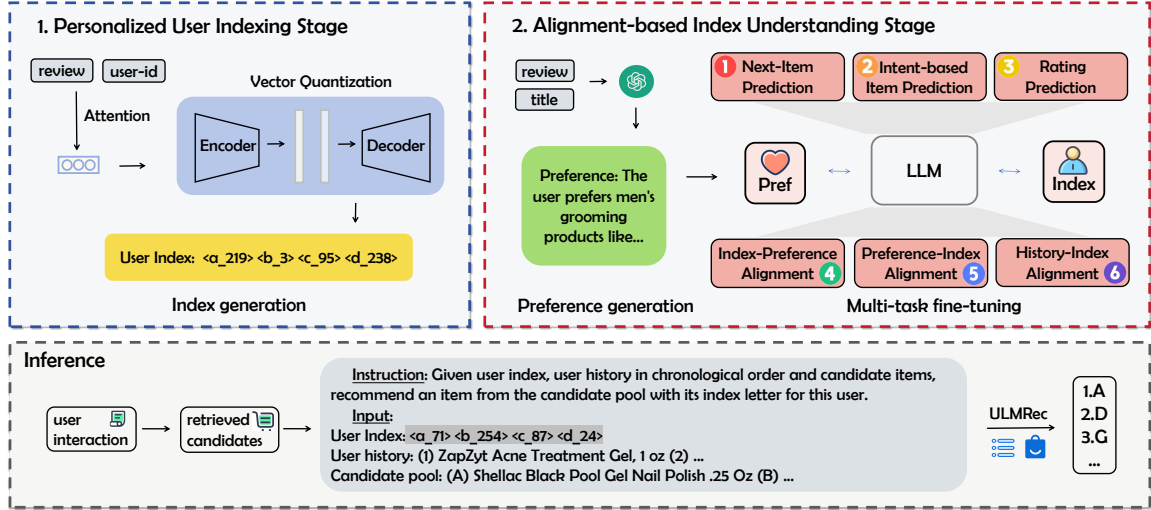 1. Personalized User Indexing Stage
review
user-id
Attention
Vector Quantization
Encoder
Decoder
User Index: <a_219> <b_3> <c_95> <d_238>
Index generation
2. Alignment-based Index Understanding Stage
review
title
Preference: The
user prefers men's
grooming
products like...
Preference generation
1 Next-Item
Prediction
2 Intent-based
Item Prediction
3 Rating
Prediction
Pref
LLM
Index
Index-Preference
Alignment 4
Preference-Index
Alignment 5
History-Index
Alignment 6
Multi-task fine-tuning
Inference
user
interaction
retrieved
candidates
Instruction: Given user index, user history in chronological order and candidate items,
recommend an item from the candidate pool with its index letter for this user.
Input:
User Index: <a_71> <b_254> <c_87> <d_24>
User history: (1) ZapZyt Acne Treatment Gel, 1 oz (2) ...
Candidate pool: (A) Shellac Black Pool Gel Nail Polish .25 Oz (B) ...
ULMRec
1.A
2.D
3.G
...